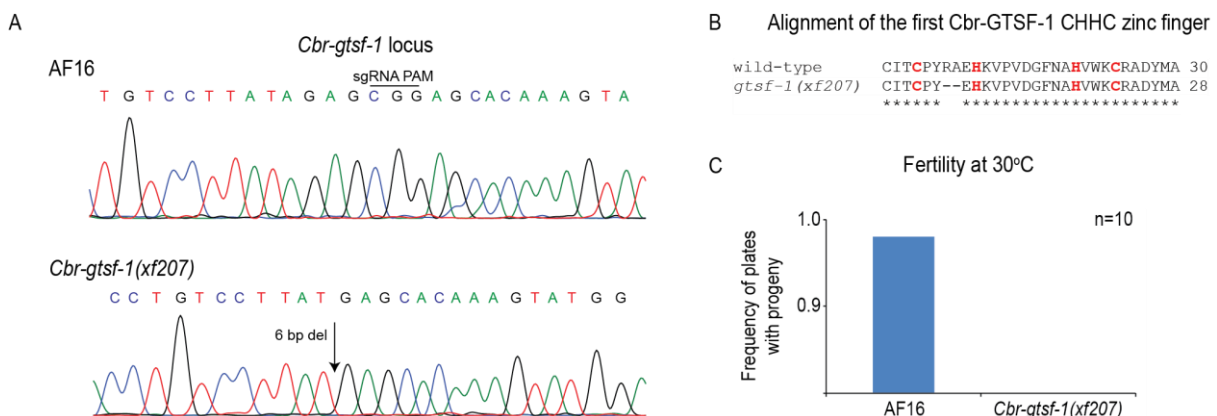 A
Cbr-gtsf-1 locus
AF16
sgRNA PAM
T G T C C T T A T A G A G C G G A G C A C A A A G T A
Cbr-gtsf-1(xf207)
C C T G T C C T T A T G A G C A C A A A G T A T G G
6 bp del
B Alignment of the first Cbr-GTSF-1 CHHC zinc finger
wild-type CITCPYRAEHKVPVDGFNAHVWKCRADYMA 30
gtsf-1(xf207) CITCPY--EHKVPVDGFNAHVWKCRADYMA 28
****** **********************
C
Fertility at 30ºC
n=10
1.0
0.9
Frequency of plates
with progeny
AF16
Cbr-gtsf-1(xf207)